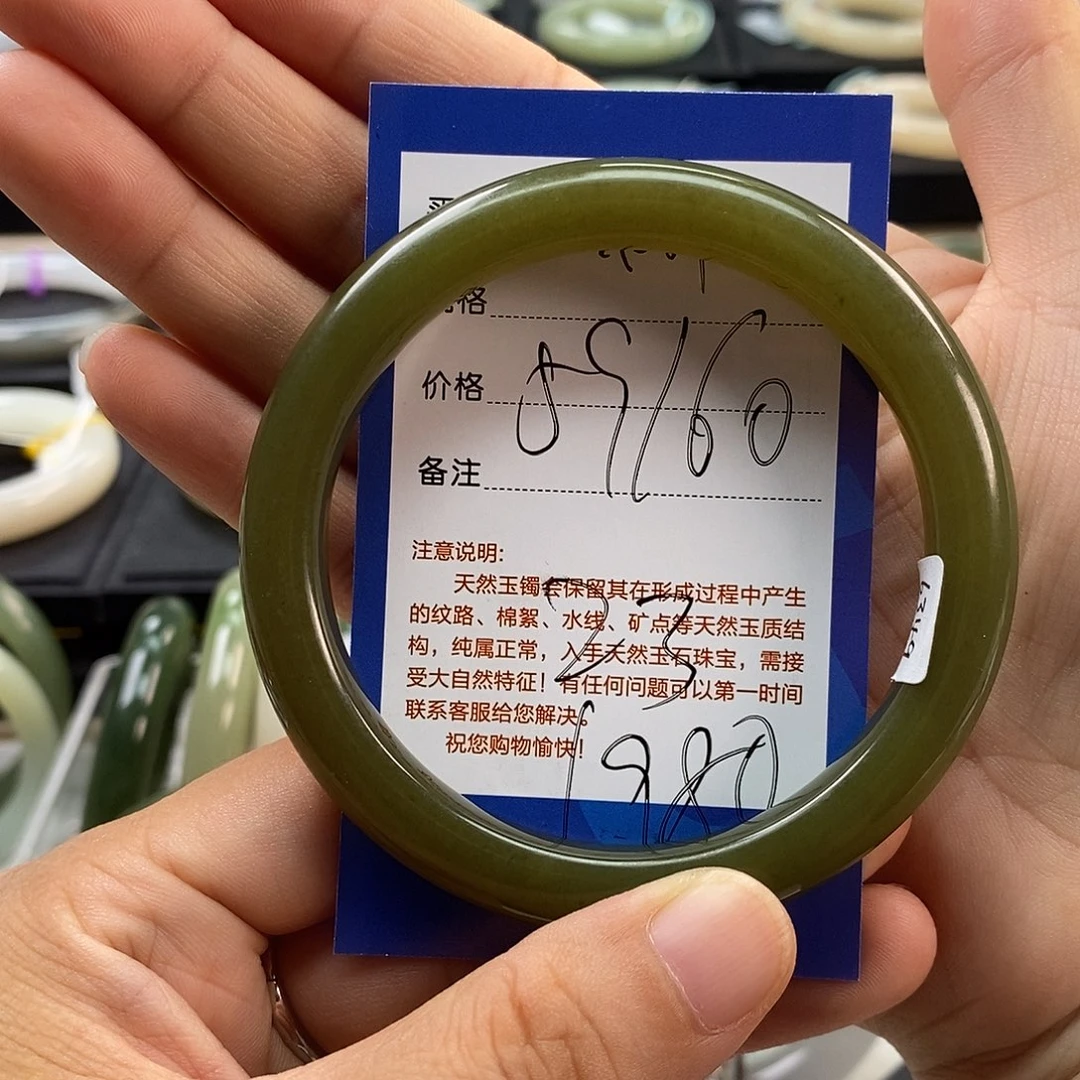 格
59/60
价格
备注
注意说明:
天然玉镯会保留其在形成过程中产生
的纹路、棉絮、水线、矿点等天然玉质结
构，纯属正常，入手天然玉石珠宝，需接
受大自然特征！有任何问题可以第一时间
联系客服给您解决。
祝您购物愉快！
23
1980